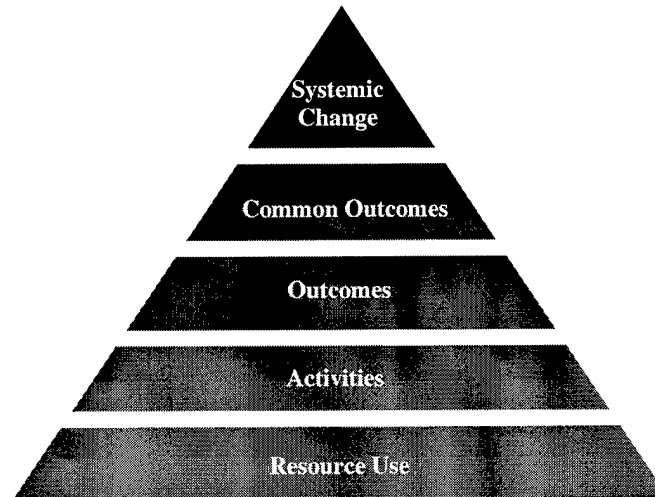 Systemic
Change
Common Outcomes
Outcomes
Activities
Resource Use